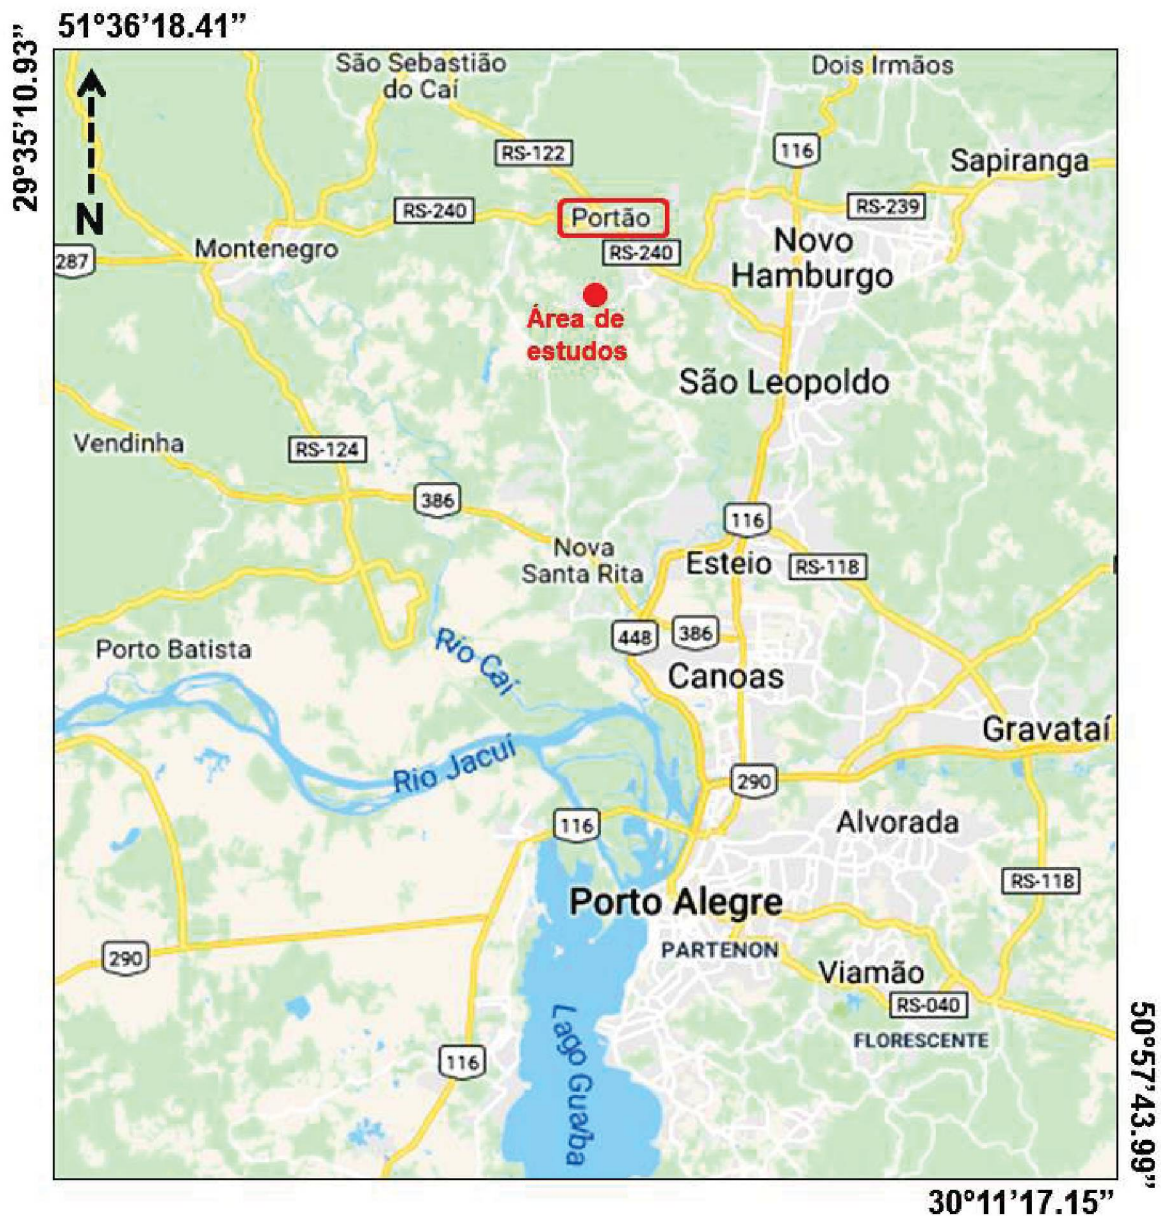 51°36'18.41”
29°35'10.93”
São Sebastião
do Caí
Dois Irmãos
RS-122
116
Sapiranga
N
RS-240
Portão
RS-239
Montenegro
RS-240
Novo
Hamburgo
287
Área de
estudos
São Leopoldo
Vendinha
RS-124
386
116
Nova
Santa Rita
Esteio
RS-118
448
386
Porto Batista
Rio Caí
Canoas
Gravataí
Rio Jacuí
290
116
Alvorada
RS-118
Porto Alegre
PARTENON
290
Viamão
RS-040
Lago Guaíba
FLORESCENTE
116
50°57'43.99”
30°11'17.15”